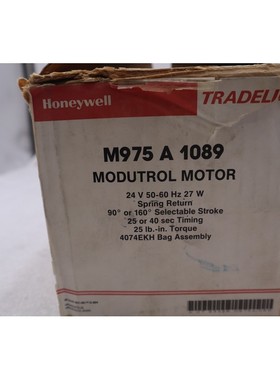 Honeywell
TRADELI
M975 A 1089
MODUTROL MOTOR
24 V 50-60 Hz 27 W
Spring Return
90° or 160° Selectable Stroke
25 or 40 sec Timing
25 lb.-in. Torque
4074EKH Bag Assembly